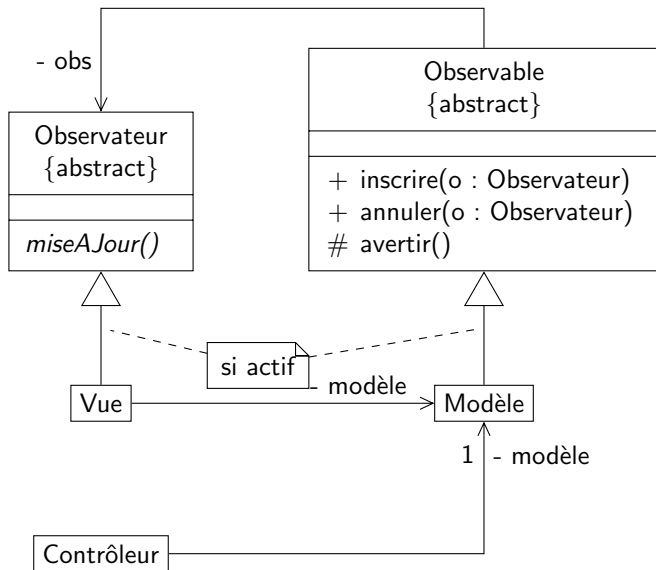 - obs
Observable
{abstract}
Observateur
{abstract}
+ inscrire(o : Observateur)
+ annuler(o : Observateur)
# avertir()
miseAJour()
si actif
- modèle
Vue
Modèle
1
- modèle
Contrôleur